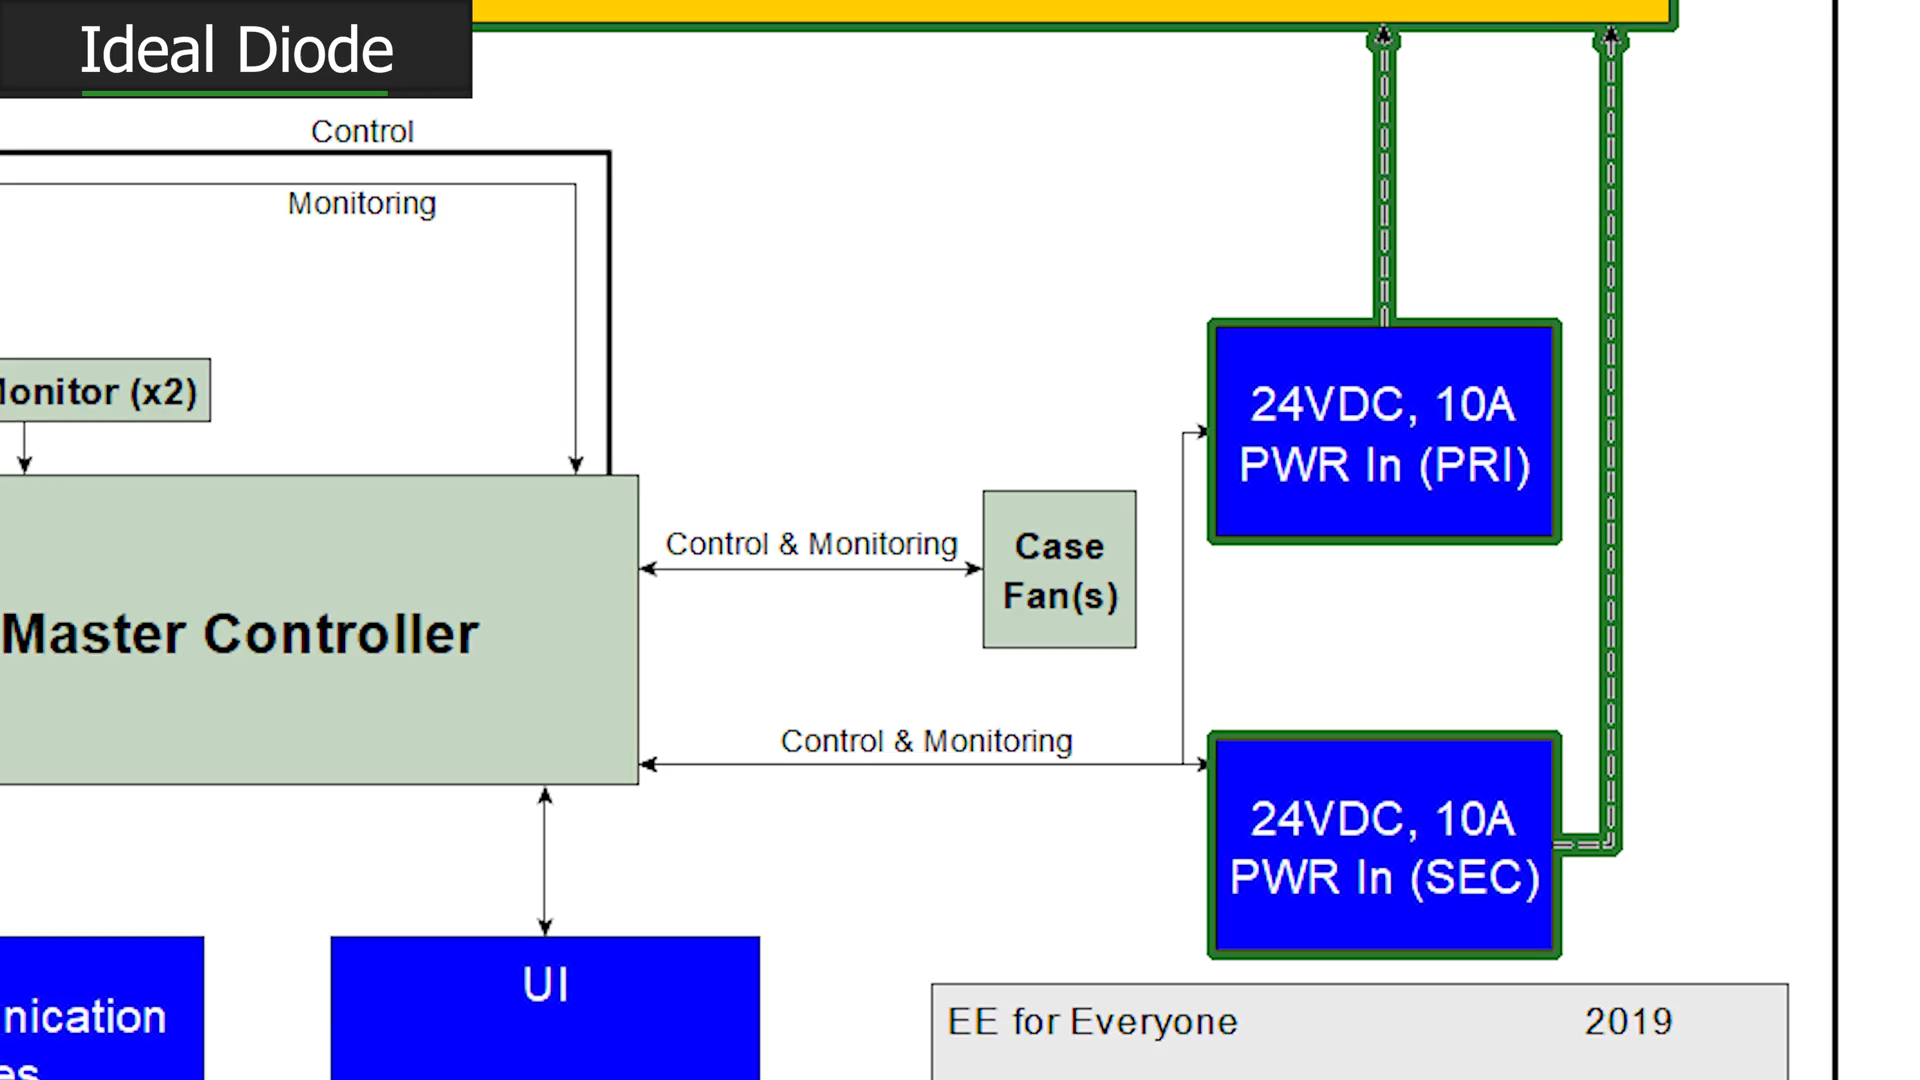 Ideal Diode
Control
Monitoring
Monitor (x2)
Control & Monitoring
Case
Fan(s)
24VDC, 10A
PWR In (PRI)
Master Controller
Control & Monitoring
24VDC, 10A
PWR In (SEC)
UI
nication
es
EE for Everyone 2019